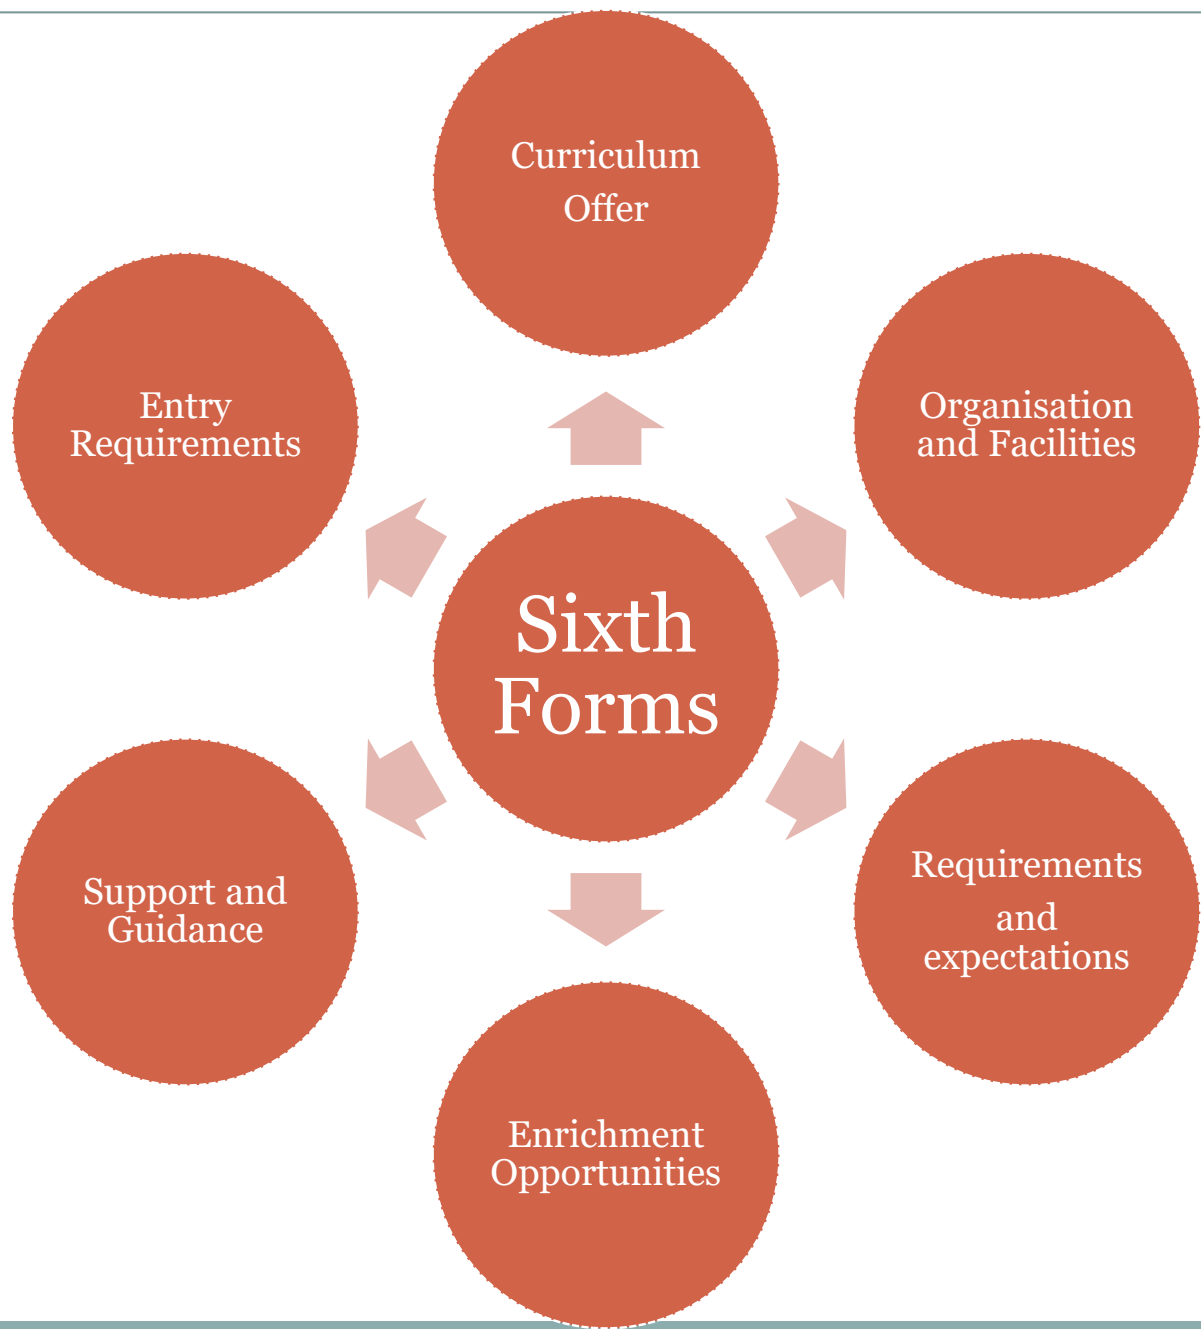 Curriculum
Offer
Entry
Requirements
Organisation
and Facilities
Sixth
Forms
Support and
Guidance
Requirements
and
expectations
Enrichment
Opportunities